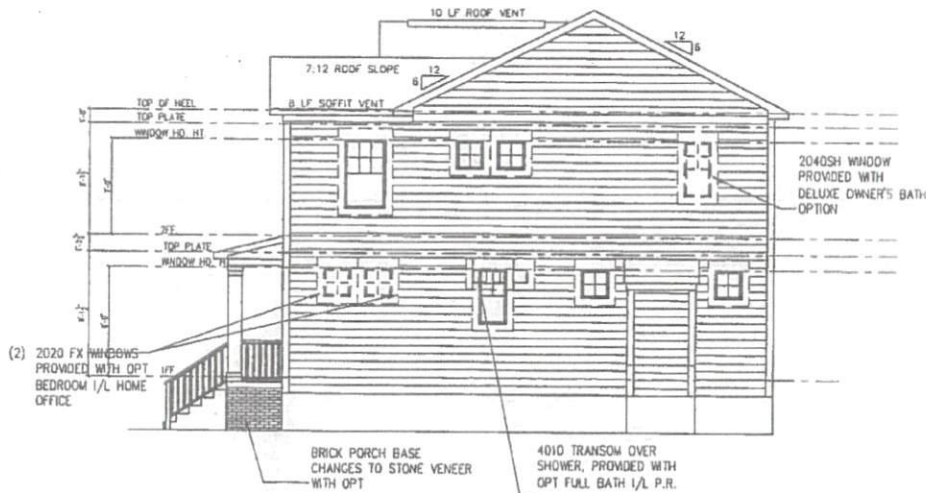 10 LF ROOF VENT
12
6
7:12 ROOF SLOPE
12
6
8 LF SOFFIT VENT
TOP OF HEEL
TOP PLATE
WINDOW HD. HT
2040SH WINDOW
PROVIDED WITH
DELUXE OWNER'S BATH
OPTION
2FF
TOP PLATE
WINDOW HD. H
(2) 2020 FX WINDOWS
PROVIDED WITH OPT
BEDROOM I/L HOME
OFFICE
1FF
BRICK PORCH BASE
CHANGES TO STONE VENEER
WITH OPT
4010 TRANSOM OVER
SHOWER, PROVIDED WITH
OPT FULL BATH I/L P.R.